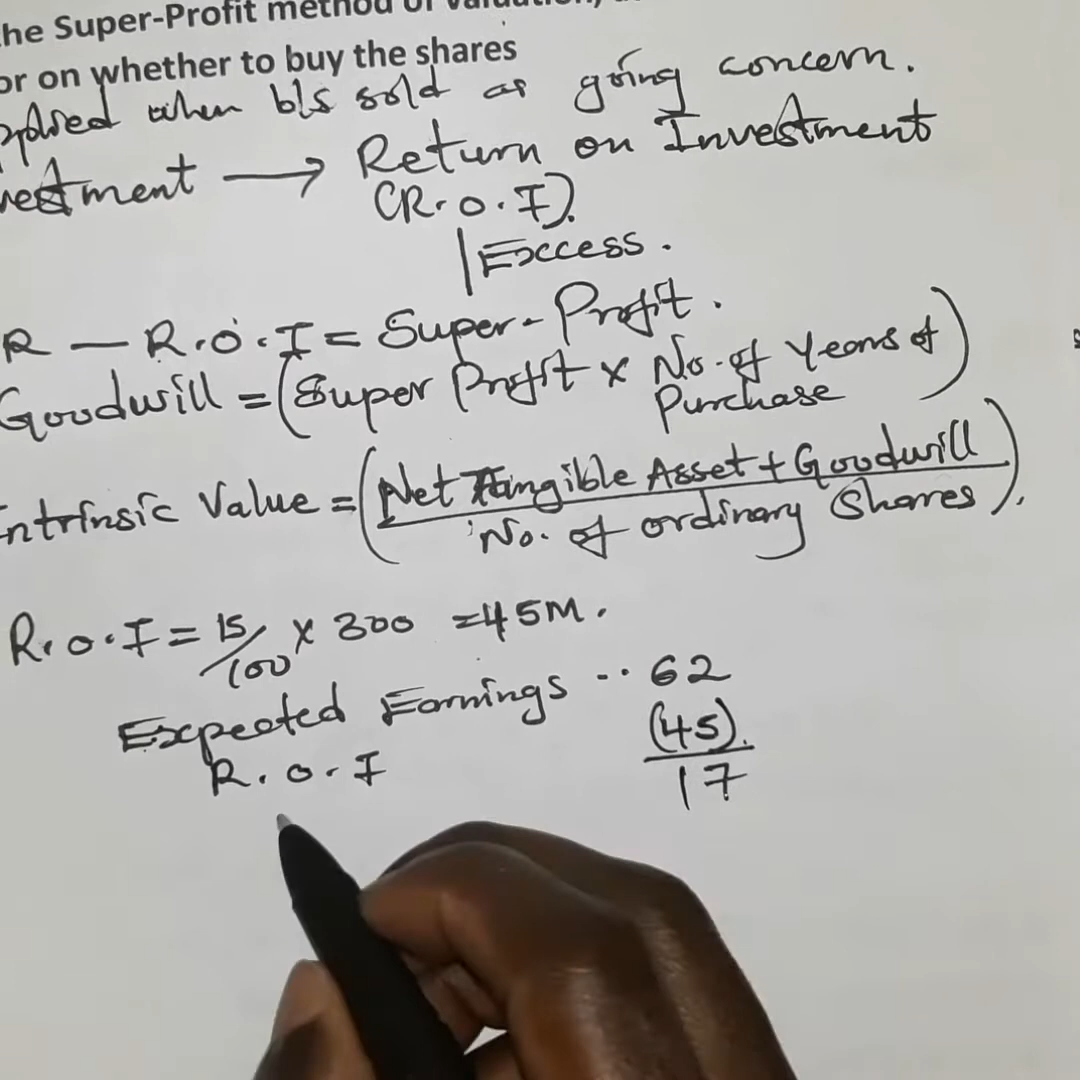 the Super-Profit method of valuation,
or on whether to buy the shares
applied when b/s sold as going concern.
vestment → Return on Investment
(R.O.I).
Excess.
R — R.O.I = Super-Profit.
Goodwill = (Super Profit x No. of Years of
Purchase)
Intrinsic Value = (Net Tangible Asset + Goodwill
No. of ordinary Shares).
R.O.I = 15/100 x 300 = 45M.
Expected Earnings .. 62
R.O.I (45).
17